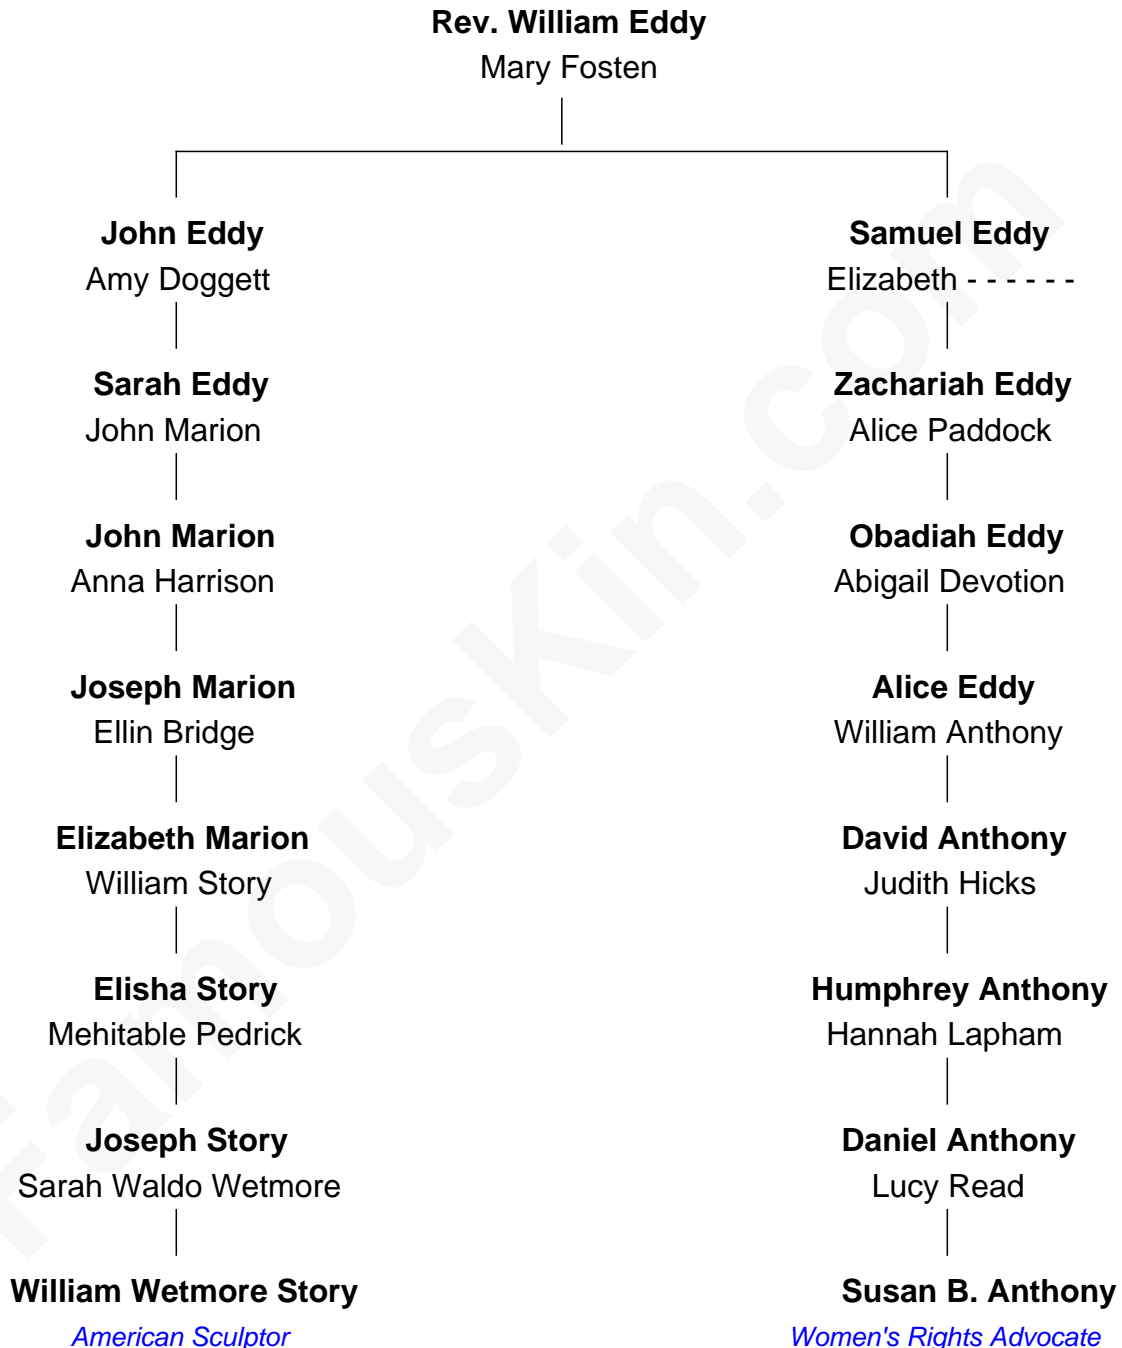 Rev. William Eddy
Mary Fosten
John Eddy
Amy Doggett
Sarah Eddy
John Marion
John Marion
Anna Harrison
Joseph Marion
Ellin Bridge
Elizabeth Marion
William Story
Elisha Story
Mehitable Pedrick
Joseph Story
Sarah Waldo Wetmore
William Wetmore Story
American Sculptor
Samuel Eddy
Elizabeth - - - - - -
Zachariah Eddy
Alice Paddock
Obadiah Eddy
Abigail Devotion
Alice Eddy
William Anthony
David Anthony
Judith Hicks
Humphrey Anthony
Hannah Lapham
Daniel Anthony
Lucy Read
Susan B. Anthony
Women's Rights Advocate
FamousKin.com